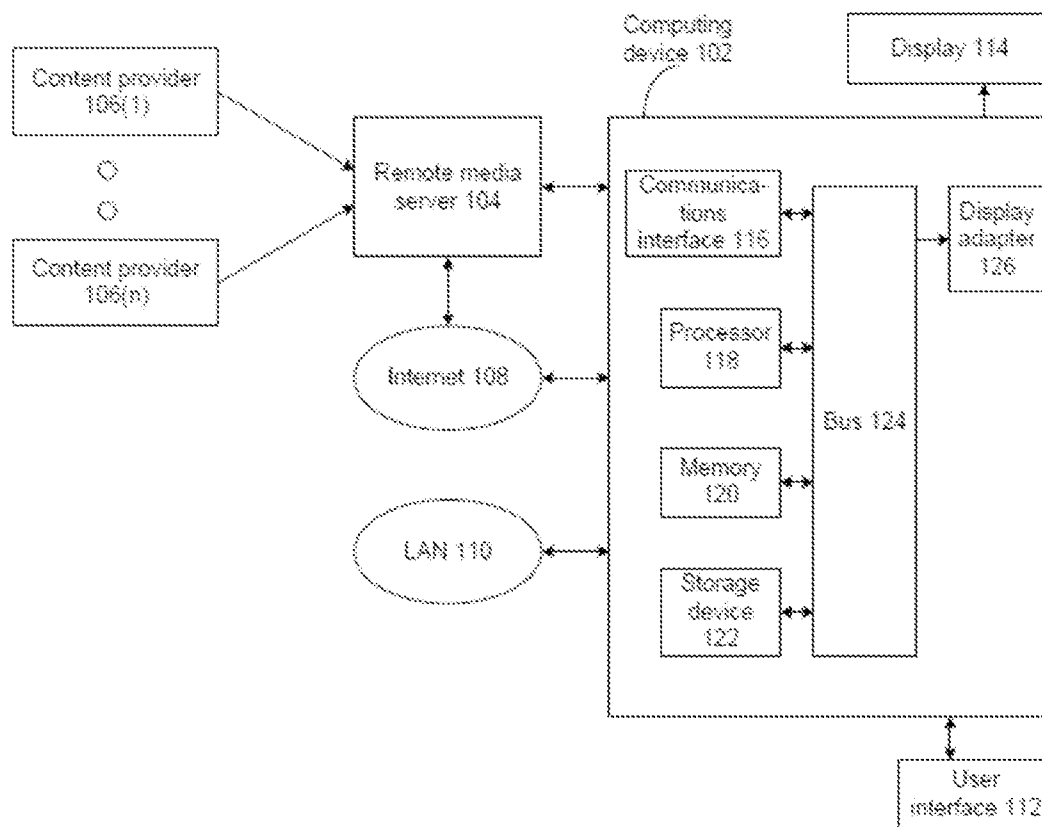 Computing
device 102
Display 114
Content provider
106(1)
Remote media
server 104
Communica-
tions
interface 116
Display
adapter
126
Content provider
106(n)
Processor
118
Internet 108
Bus 124
Memory
120
LAN 110
Storage
device
122
User
interface 112